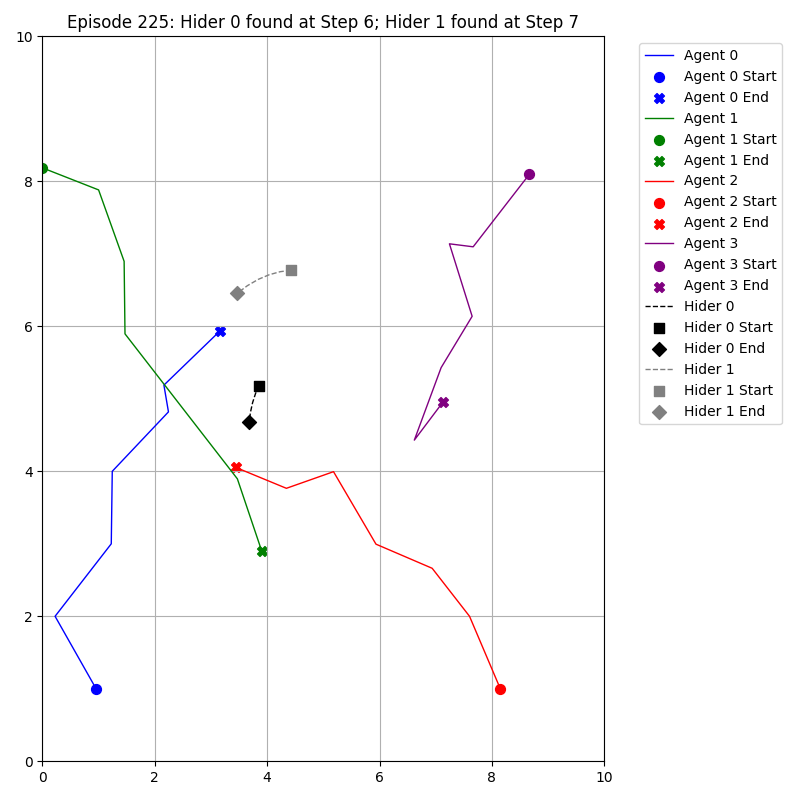 Episode 225: Hider 0 found at Step 6; Hider 1 found at Step 7
10
8
6
4
2
0
0
2
4
6
8
10
Agent 0
Agent 0 Start
Agent 0 End
Agent 1
Agent 1 Start
Agent 1 End
Agent 2
Agent 2 Start
Agent 2 End
Agent 3
Agent 3 Start
Agent 3 End
Hider 0
Hider 0 Start
Hider 0 End
Hider 1
Hider 1 Start
Hider 1 End